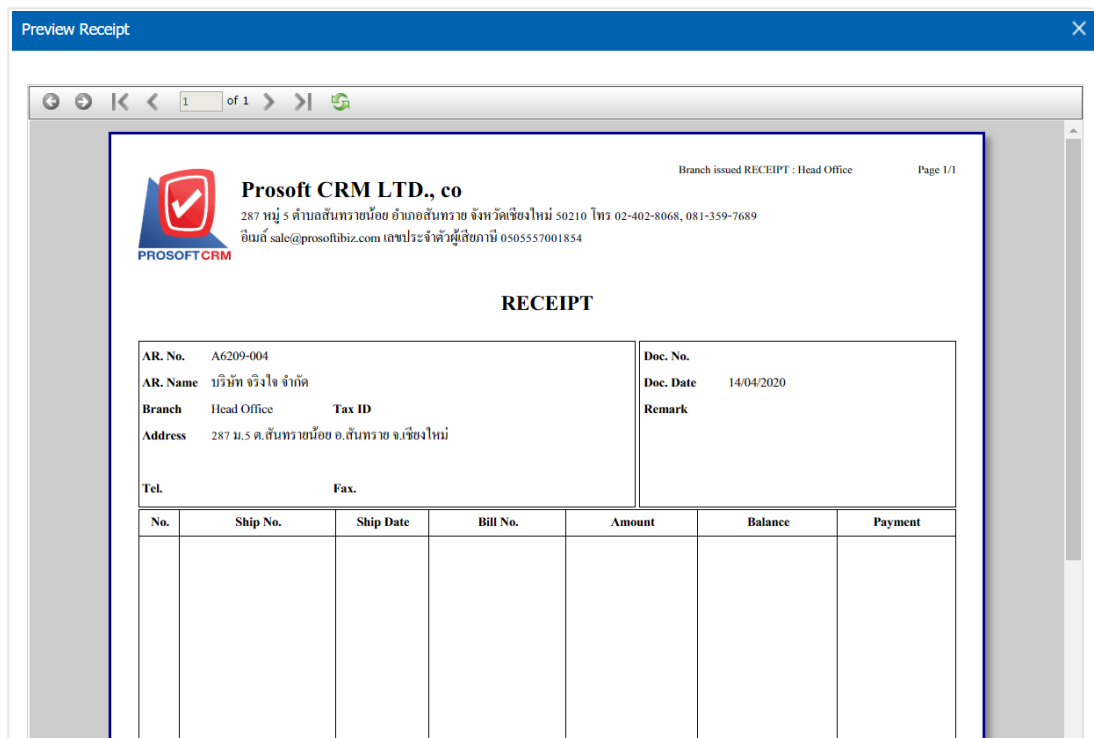 Preview Receipt
1 of 1
Branch issued RECEIPT : Head Office Page 1/1
PROSOFTCRM
Prosoft CRM LTD., co
287 หมู่ 5 ตำบลสันทรายน้อย อำเภอสันทราย จังหวัดเชียงใหม่ 50210 โทร 02-402-8068, 081-359-7689
อีเมล์ sale@prosoftibiz.com เลขประจำตัวผู้เสียภาษี 0505557001854
RECEIPT
AR. No. A6209-004 Doc. No.
AR. Name บริษัท จริงใจ จำกัด Doc. Date 14/04/2020
Branch Head Office Tax ID Remark
Address 287 ม.5 ต.สันทรายน้อย อ.สันทราย จ.เชียงใหม่
Tel. Fax.
No. Ship No. Ship Date Bill No. Amount Balance Payment